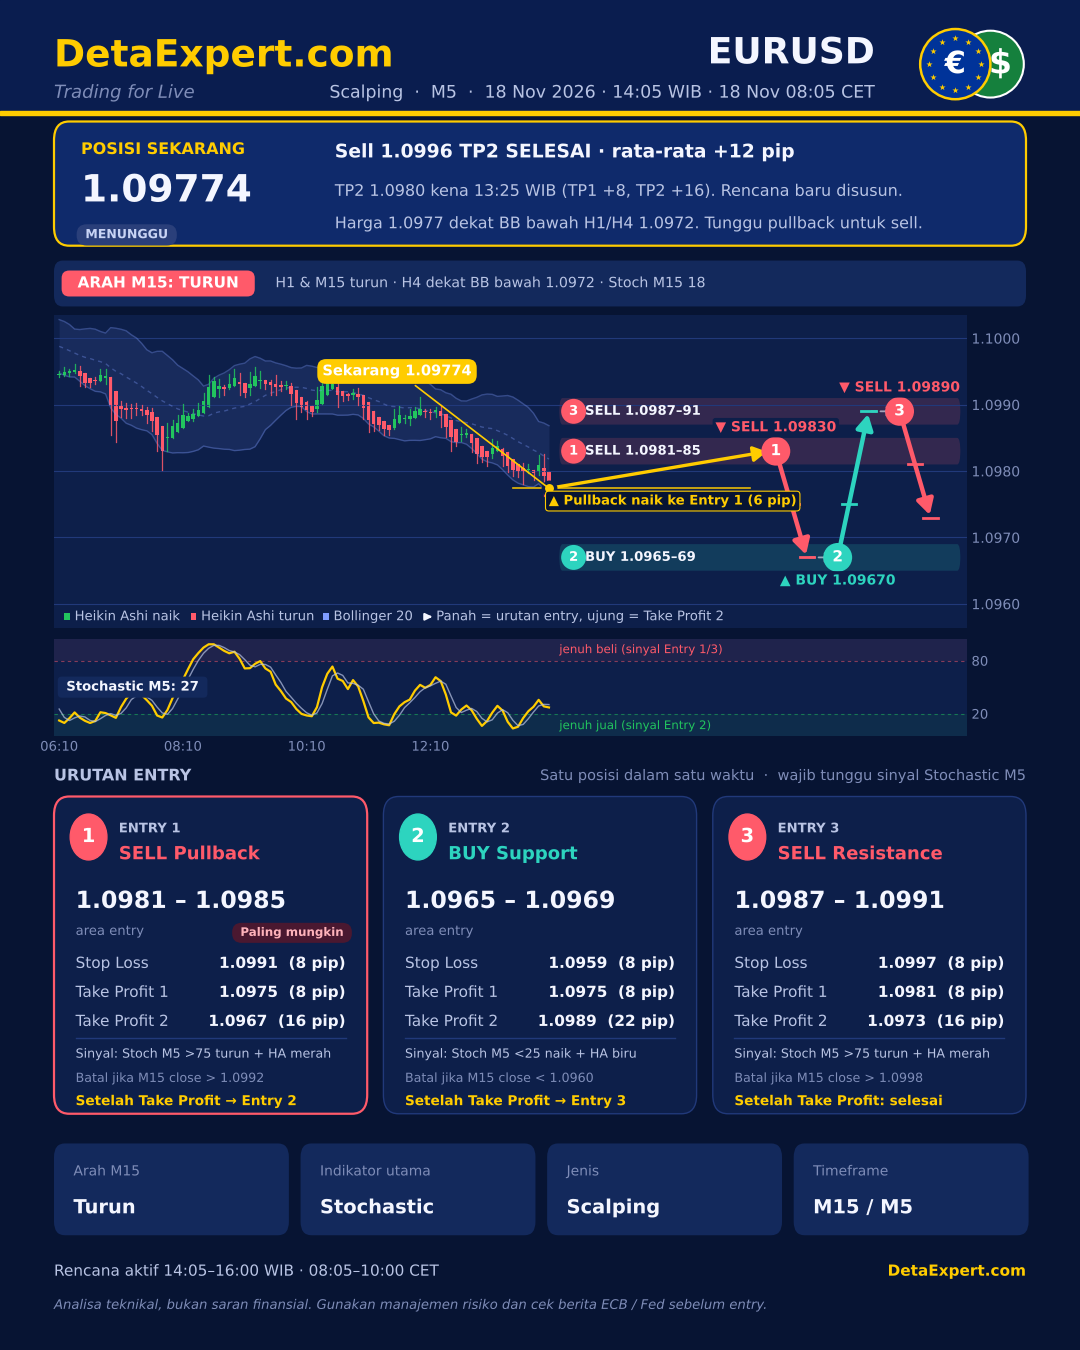 DetaExpert.com
EURUSD
€ $
Trading for Live
Scalping · M5 · 18 Nov 2026 · 14:05 WIB · 18 Nov 08:05 CET
POSISI SEKARANG
1.09774
MENUNGGU
Sell 1.0996 TP2 SELESAI · rata-rata +12 pip
TP2 1.0980 kena 13:25 WIB (TP1 +8, TP2 +16). Rencana baru disusun.
Harga 1.0977 dekat BB bawah H1/H4 1.0972. Tunggu pullback untuk sell.
ARAH M15: TURUN
H1 & M15 turun · H4 dekat BB bawah 1.0972 · Stoch M15 18
1.1000
Sekarang 1.09774
▼ SELL 1.09890
1.0990
3 SELL 1.0987–91
3
▼ SELL 1.09830
1 SELL 1.0981–85
1
1.0980
▲ Pullback naik ke Entry 1 (6 pip)
1.0970
2 BUY 1.0965–69
2
▲ BUY 1.09670
1.0960
Heikin Ashi naik
Heikin Ashi turun
Bollinger 20
Panah = urutan entry, ujung = Take Profit 2
jenuh beli (sinyal Entry 1/3)
80
Stochastic M5: 27
20
jenuh jual (sinyal Entry 2)
06:10 08:10 10:10 12:10
URUTAN ENTRY
Satu posisi dalam satu waktu · wajib tunggu sinyal Stochastic M5
1
ENTRY 1
SELL Pullback
1.0981 – 1.0985
area entry
Paling mungkin
Stop Loss 1.0991 (8 pip)
Take Profit 1 1.0975 (8 pip)
Take Profit 2 1.0967 (16 pip)
Sinyal: Stoch M5 >75 turun + HA merah
Batal jika M15 close > 1.0992
Setelah Take Profit → Entry 2
2
ENTRY 2
BUY Support
1.0965 – 1.0969
area entry
Stop Loss 1.0959 (8 pip)
Take Profit 1 1.0975 (8 pip)
Take Profit 2 1.0989 (22 pip)
Sinyal: Stoch M5 <25 naik + HA biru
Batal jika M15 close < 1.0960
Setelah Take Profit → Entry 3
3
ENTRY 3
SELL Resistance
1.0987 – 1.0991
area entry
Stop Loss 1.0997 (8 pip)
Take Profit 1 1.0981 (8 pip)
Take Profit 2 1.0973 (16 pip)
Sinyal: Stoch M5 >75 turun + HA merah
Batal jika M15 close > 1.0998
Setelah Take Profit: selesai
Arah M15
Turun
Indikator utama
Stochastic
Jenis
Scalping
Timeframe
M15 / M5
Rencana aktif 14:05–16:00 WIB · 08:05–10:00 CET
DetaExpert.com
Analisa teknikal, bukan saran finansial. Gunakan manajemen risiko dan cek berita ECB / Fed sebelum entry.